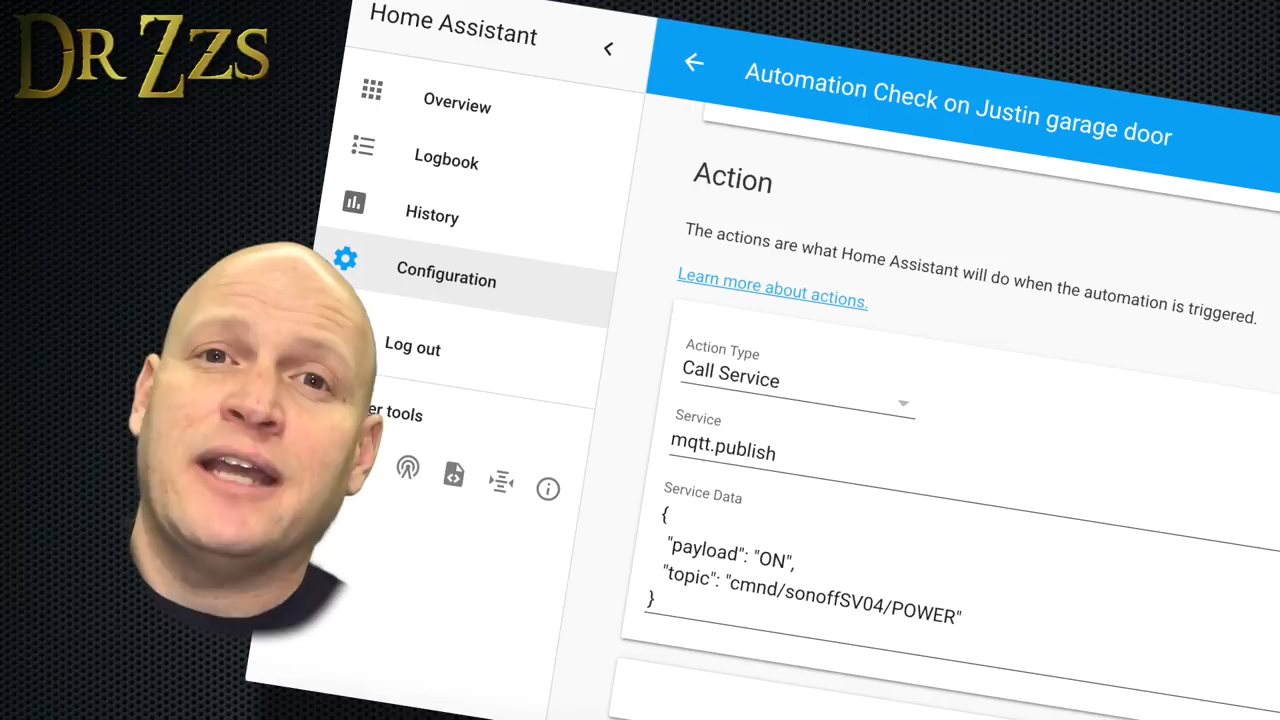 DR ZZS
Home Assistant
Overview
Logbook
History
Configuration
Log out
er tools
Automation Check on Justin garage door
Action
The actions are what Home Assistant will do when the automation is triggered.
Learn more about actions.
Action Type
Call Service
Service
mqtt.publish
Service Data
{
"payload": "ON",
"topic": "cmnd/sonoffSV04/POWER"
}